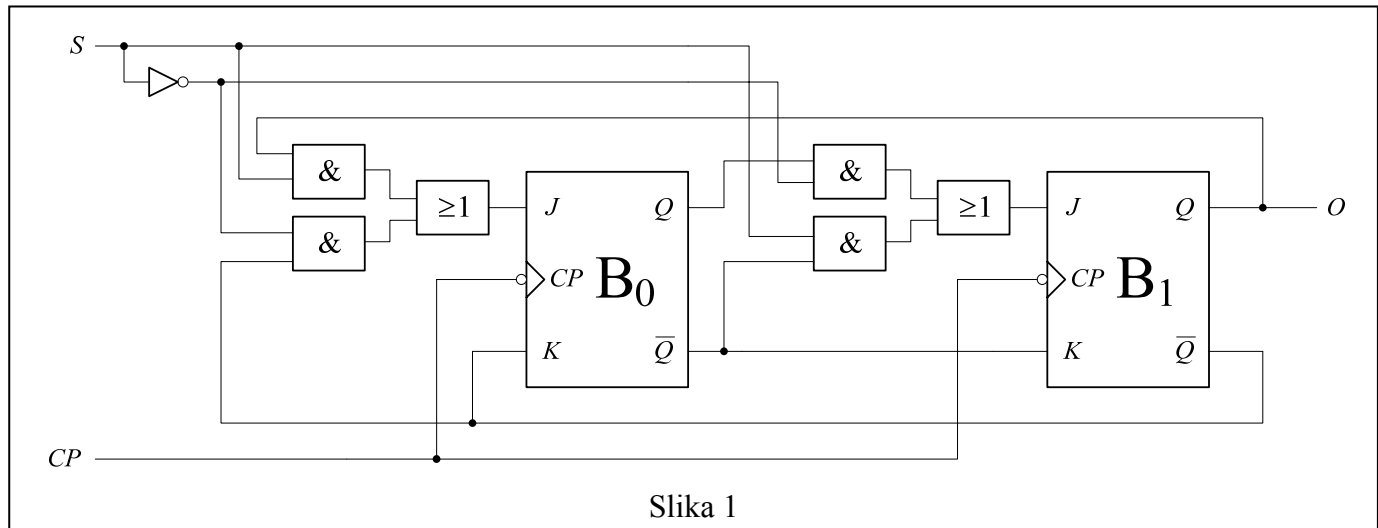 S
& &
≥1 J Q ≥1 J Q O
& &
CP B₀ CP B₁
K Q̅ K Q̅
CP
Slika 1